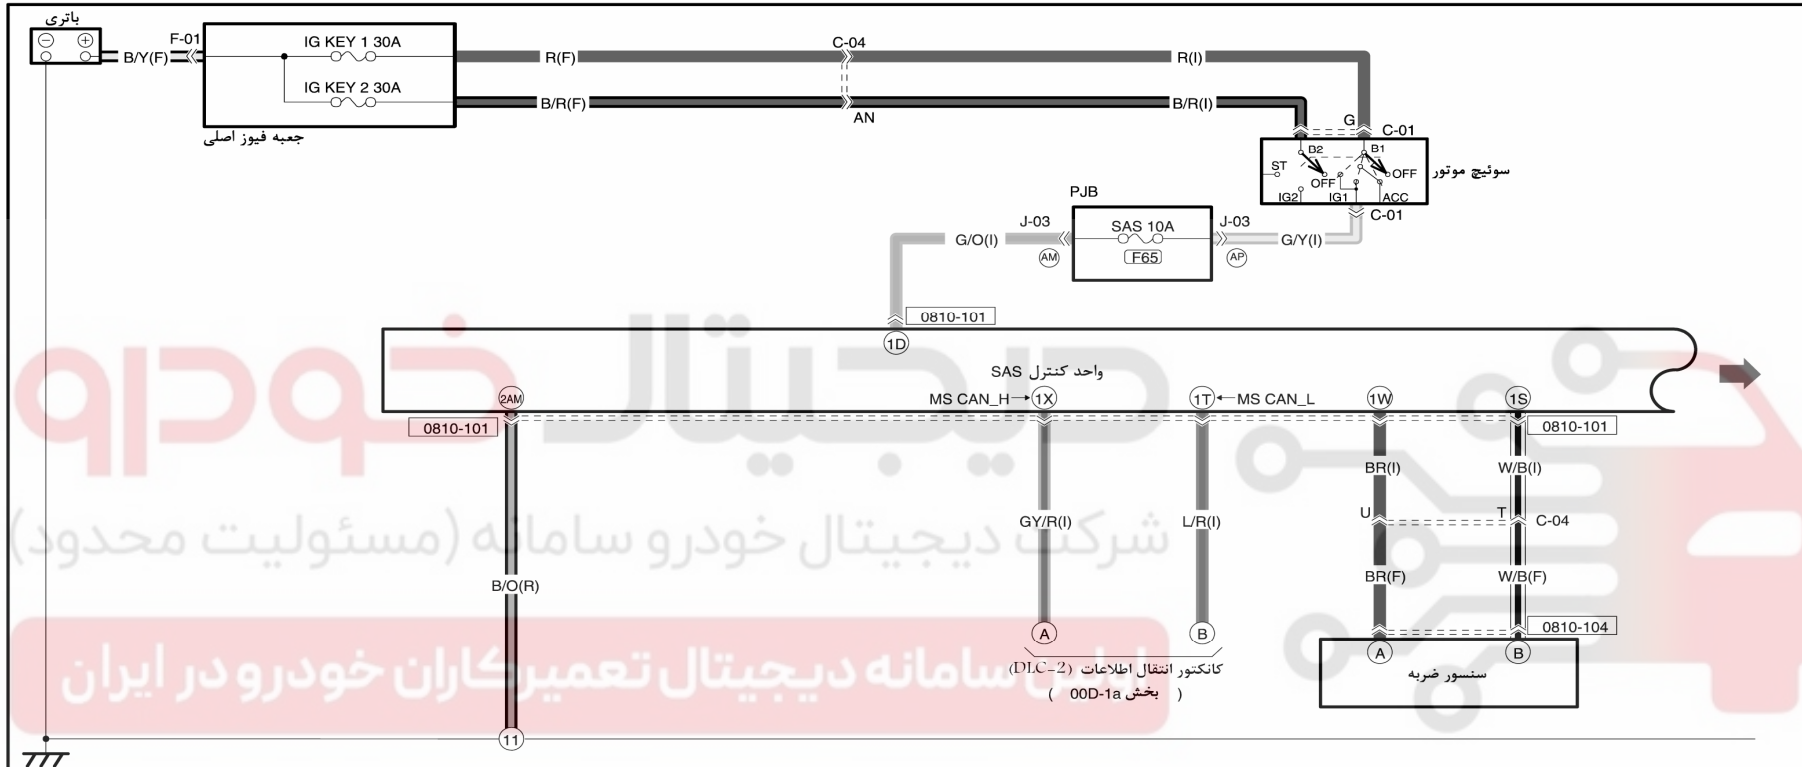 باتری
F-01
B/Y(F)
IG KEY 1 30A
IG KEY 2 30A
جعبه فیوز اصلی
R(F)
C-04
R(I)
B/R(F)
AN
B/R(I)
G
C-01
B2
B1
ST
OFF
OFF
IG2
IG1
ACC
سوئیچ موتور
C-01
PJB
J-03
SAS 10A
J-03
G/O(I)
F65
G/Y(I)
AM
AP
0810-101
1D
واحد کنترل SAS
2AM
MS CAN_H
1X
1T
MS CAN_L
1W
1S
0810-101
0810-101
دیجیتال خودرو
BR(I)
W/B(I)
GY/R(I)
L/R(I)
U
T
C-04
شرکت دیجیتال خودرو سامانه (مسئولیت محدود)
B/O(R)
BR(F)
W/B(F)
0810-104
A
B
A
B
کانکتور انتقال اطلاعات (DLC-2)
( بخش 00D-1a )
سنسور ضربه
اولین سامانه دیجیتال تعمیرکاران خودرو در ایران
11